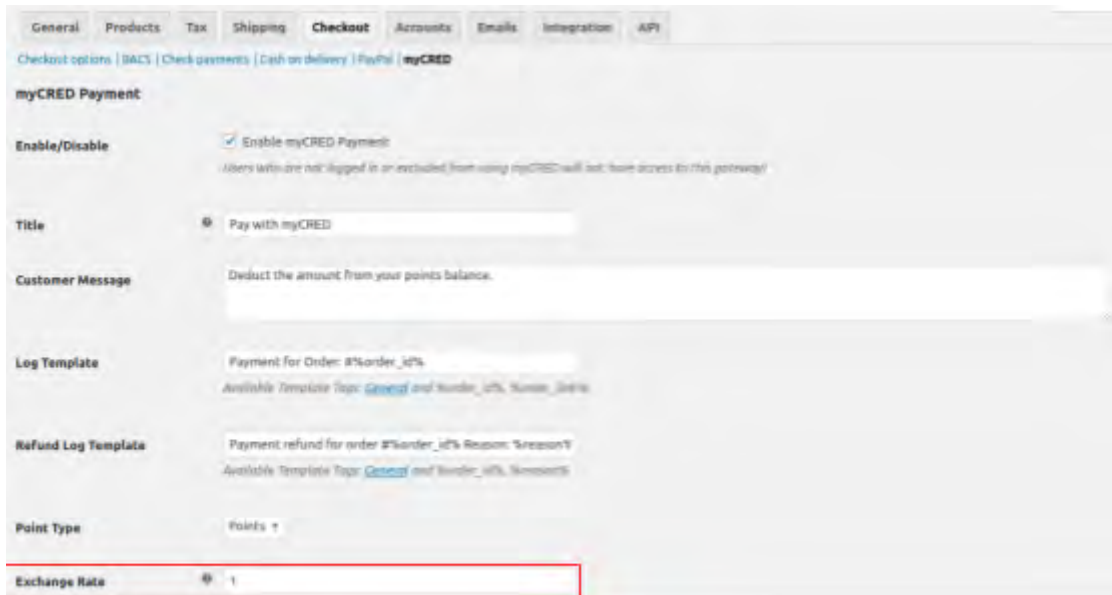 General Products Tax Shipping Checkout Accounts Emails Integration API
Checkout options | BACS | Check payments | Cash on delivery | PayPal | myCRED
myCRED Payment
Enable/Disable
Enable myCRED Payment
Users who are not logged in or excluded from using myCRED will not have access to this gateway!
Title
Pay with myCRED
Customer Message
Deduct the amount from your points balance.
Log Template
Payment for Order: #%order_id%
Available Template Tags: General and %order_id%, %order_link%
Refund Log Template
Payment refund for order #%order_id% Reason: %reason%
Available Template Tags: General and %order_id%, %reason%
Point Type
Points
Exchange Rate
1